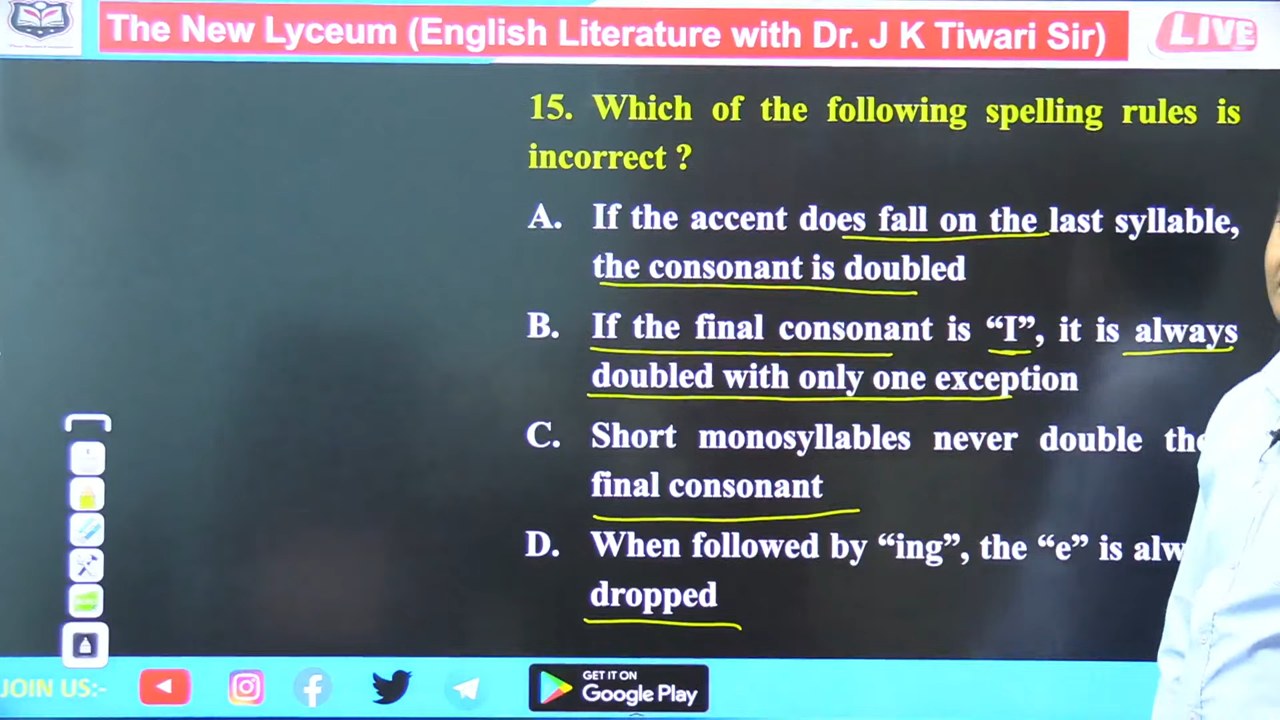 The New Lyceum (English Literature with Dr. J K Tiwari Sir)
LIVE
15. Which of the following spelling rules is
incorrect ?
A. If the accent does fall on the last syllable,
the consonant is doubled
B. If the final consonant is “I”, it is always
doubled with only one exception
C. Short monosyllables never double
final consonant
D. When followed by “ing”, the “e” is
dropped
JOIN US:-
GET IT ON
Google Play